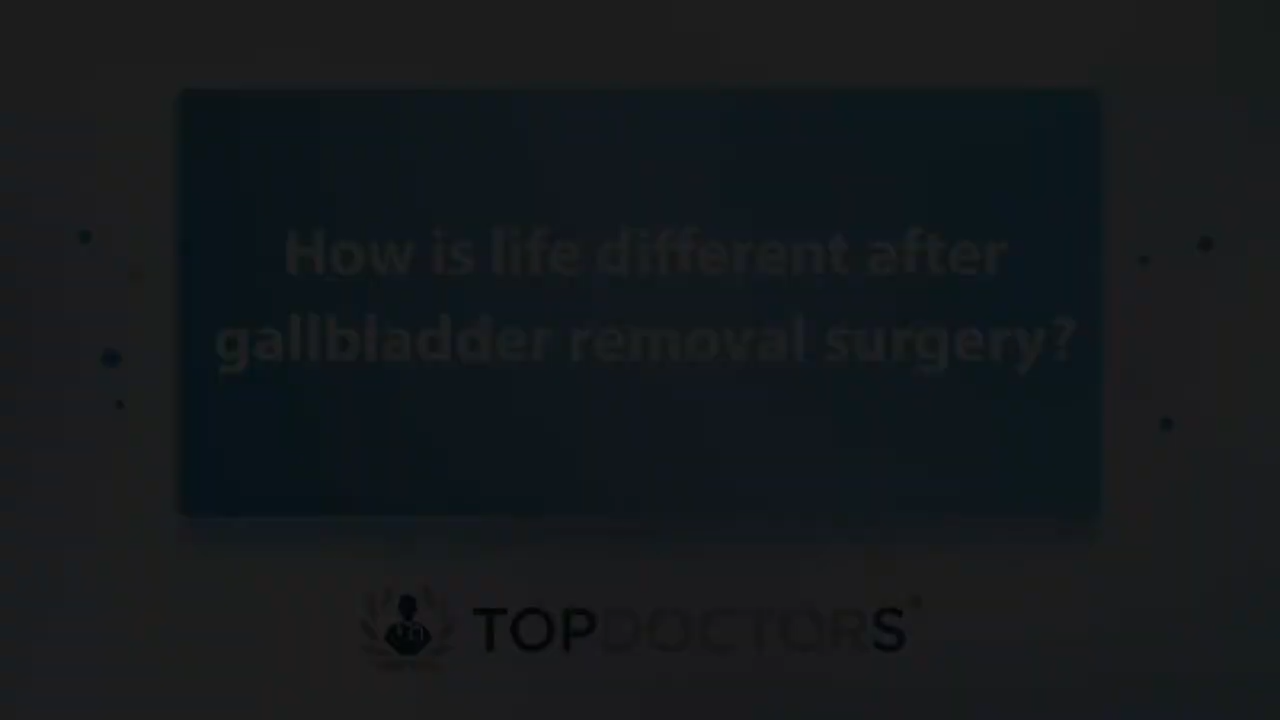 How is life different after
gallbladder removal surgery?
TOPDOCTORS